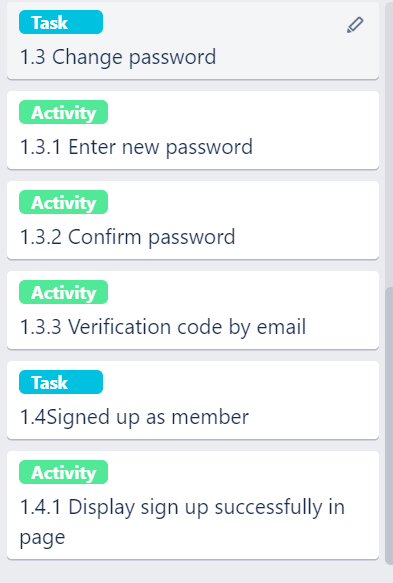 Task
1.3 Change password
Activity
1.3.1 Enter new password
Activity
1.3.2 Confirm password
Activity
1.3.3 Verification code by email
Task
1.4Signed up as member
Activity
1.4.1 Display sign up successfully in
page